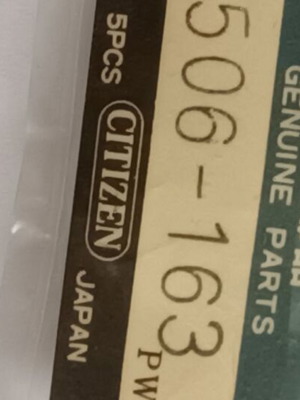 GENUINE PARTS
506-163
PW
5PCS CITIZEN JAPAN